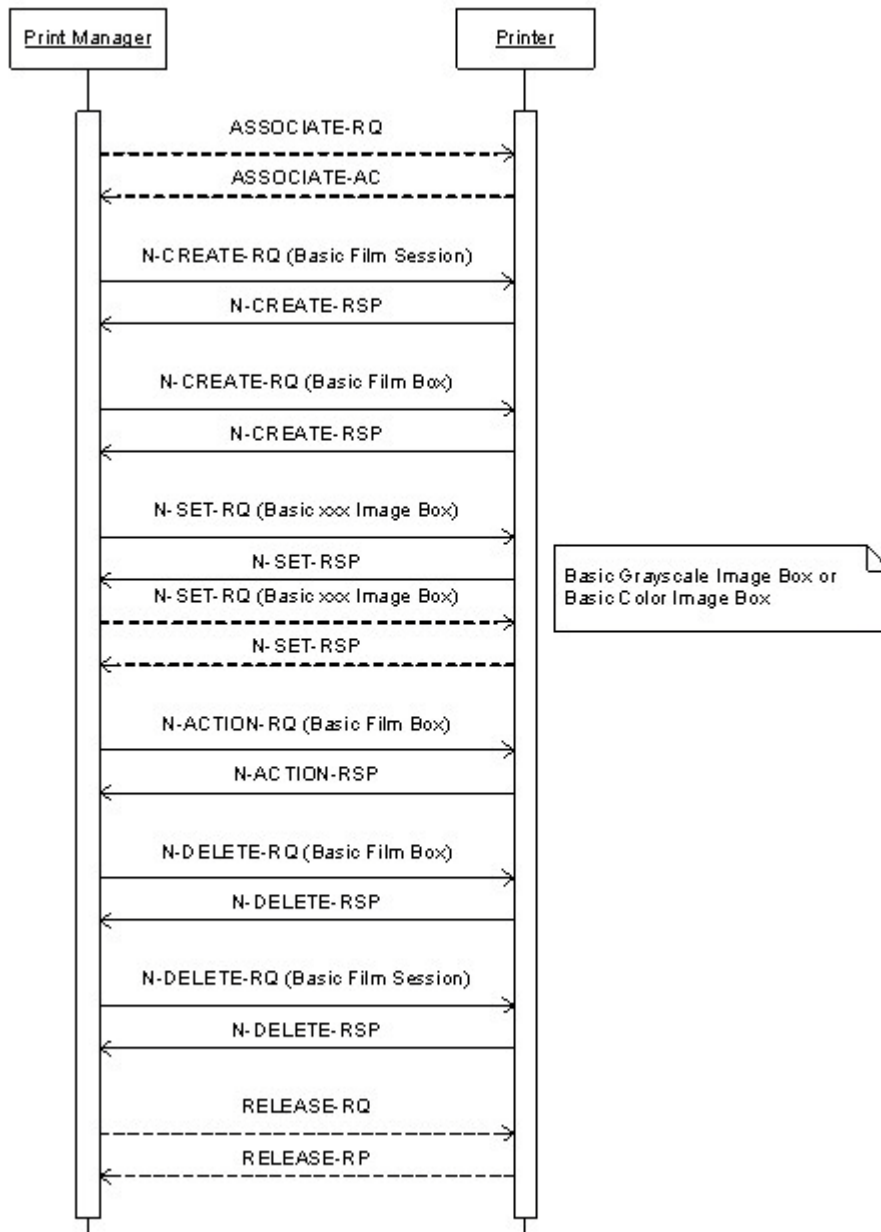 Print Manager
Printer
ASSOCIATE-RQ
ASSOCIATE-AC
N-CREATE-RQ (Basic Film Session)
N-CREATE-RSP
N-CREATE-RQ (Basic Film Box)
N-CREATE-RSP
N-SET-RQ (Basic xxx Image Box)
N-SET-RSP
N-SET-RQ (Basic xxx Image Box)
N-SET-RSP
Basic Grayscale Image Box or
Basic Color Image Box
N-ACTION-RQ (Basic Film Box)
N-ACTION-RSP
N-DELETE-RQ (Basic Film Box)
N-DELETE-RSP
N-DELETE-RQ (Basic Film Session)
N-DELETE-RSP
RELEASE-RQ
RELEASE-RP